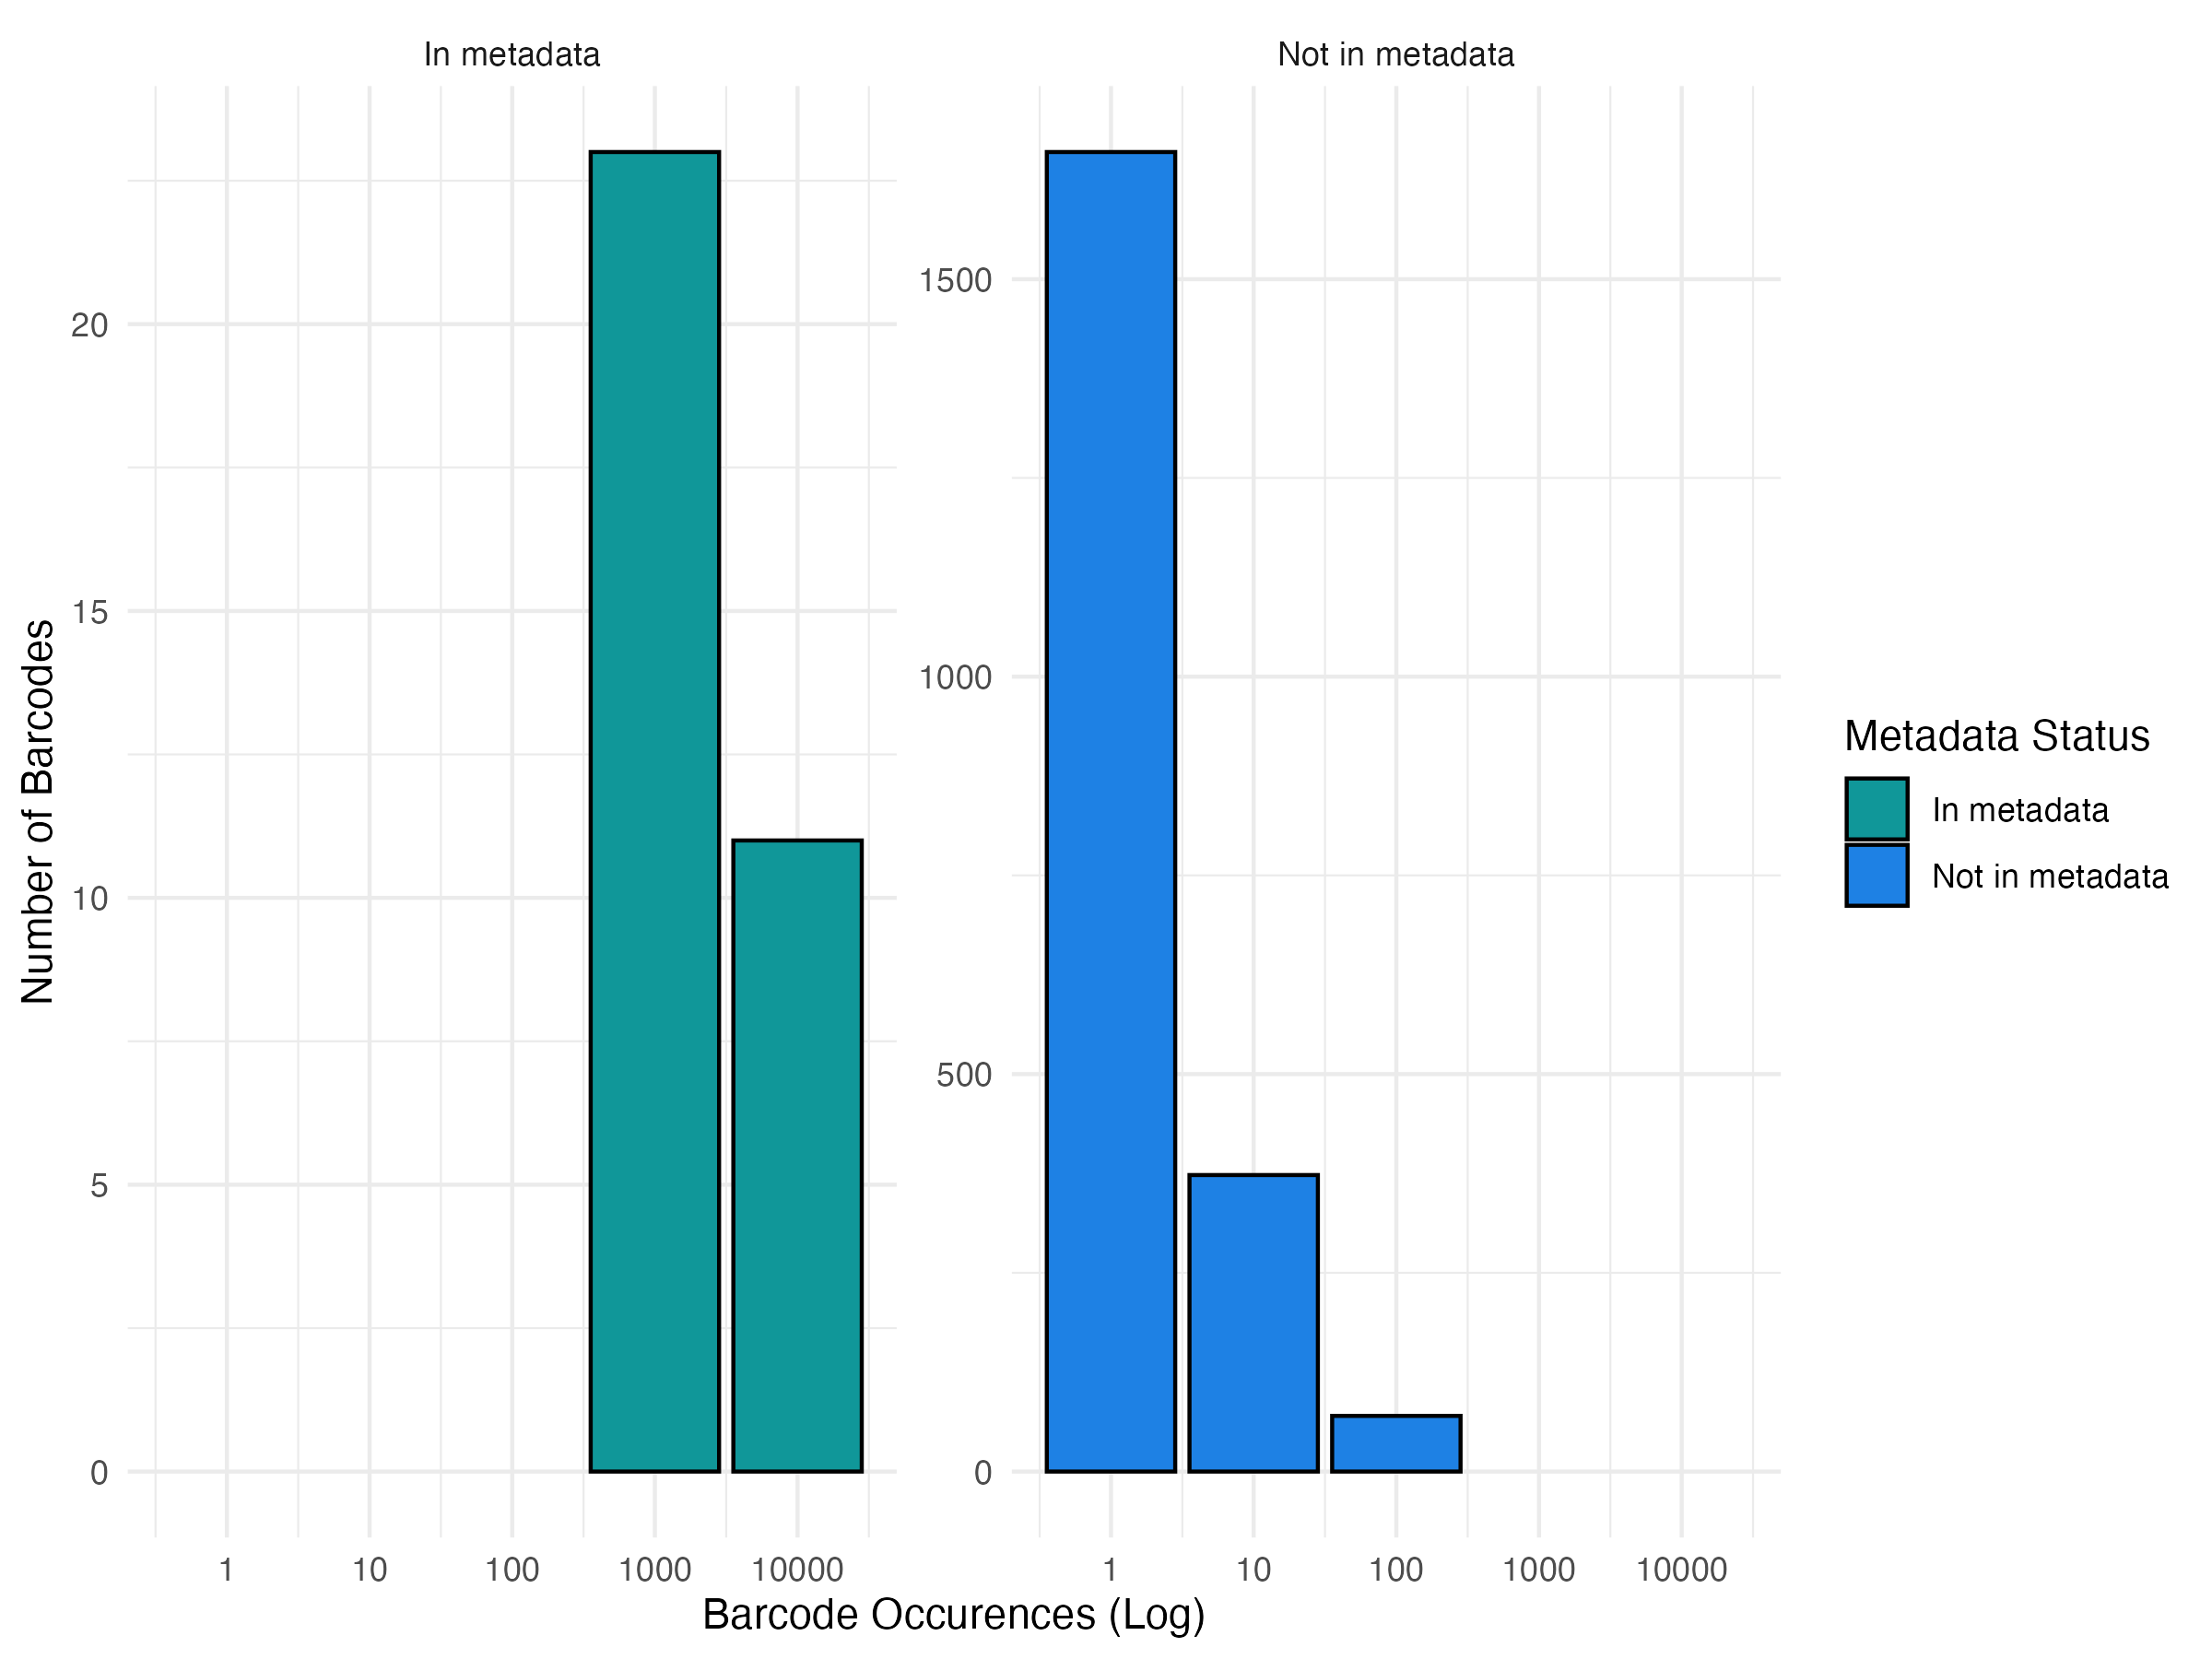 In metadata
Not in metadata
20
15
10
5
0
1500
1000
500
0
Number of Barcodes
1 10 100 1000 10000
1 10 100 1000 10000
Barcode Occurences (Log)
Metadata Status
In metadata
Not in metadata